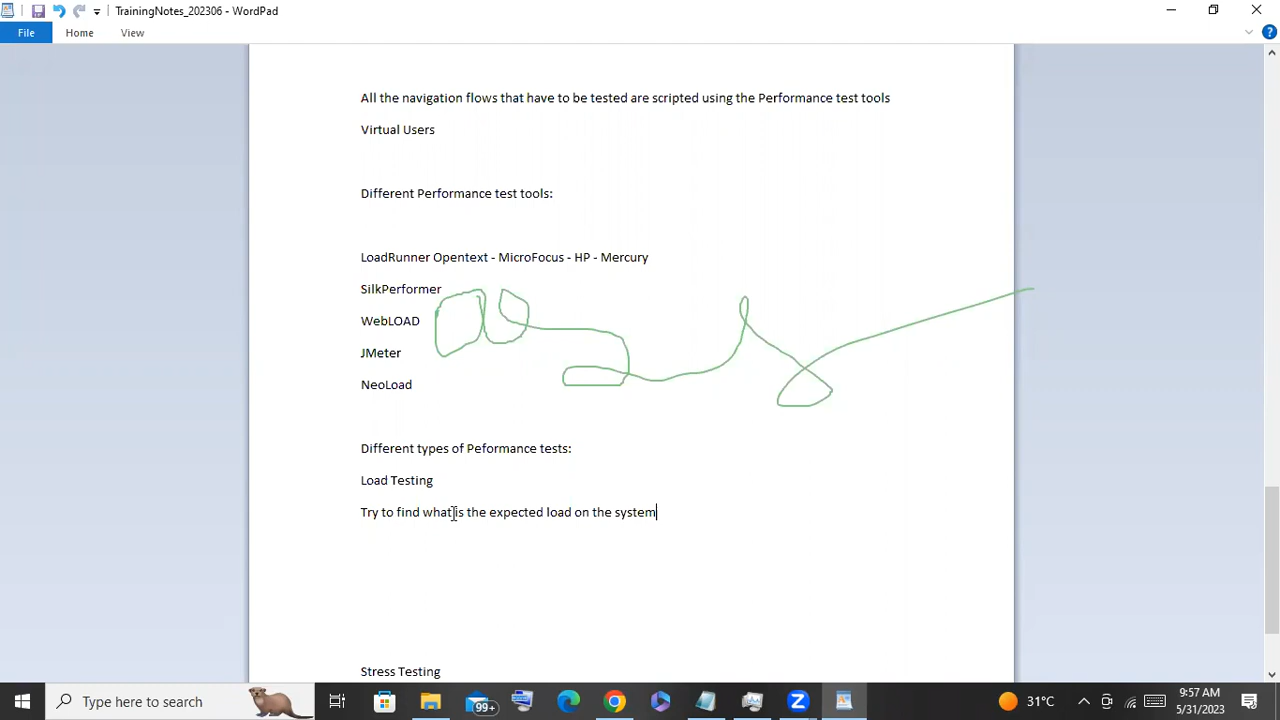 TrainingNotes_202306 - WordPad
File Home View
All the navigation flows that have to be tested are scripted using the Performance test tools
Virtual Users
Different Performance test tools:
LoadRunner Opentext - MicroFocus - HP - Mercury
SilkPerformer
WebLOAD
JMeter
NeoLoad
Different types of Peformance tests:
Load Testing
Try to find what is the expected load on the system
Stress Testing
Type here to search
99+
31°C
9:57 AM
5/31/2023